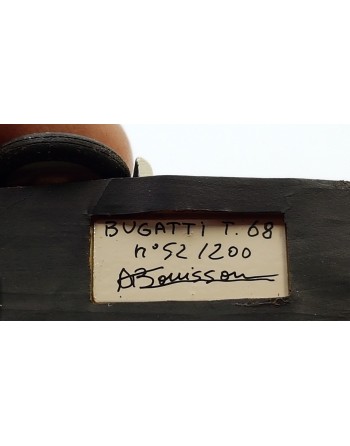 BUGATTI T. 68
n° 52 / 200
ABouisson